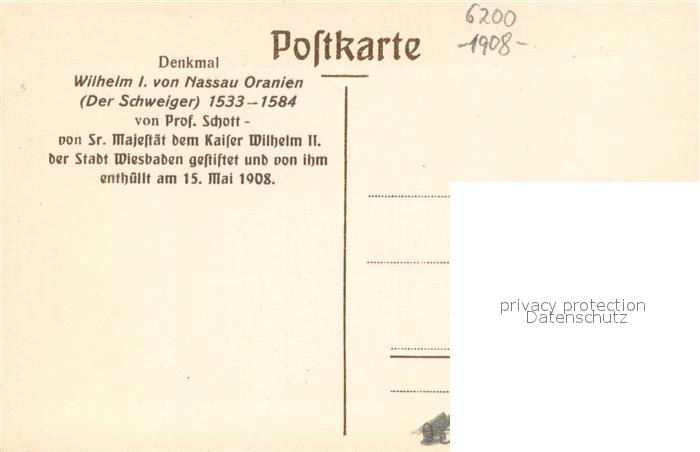 Postkarte
6200
-1908-
Denkmal
Wilhelm I. von Nassau Oranien
(Der Schweiger) 1533–1584
von Prof. Schott -
von Sr. Majestät dem Kaiser Wilhelm II.
der Stadt Wiesbaden gestiftet und von ihm
enthüllt am 15. Mai 1908.
privacy protection
Datenschutz